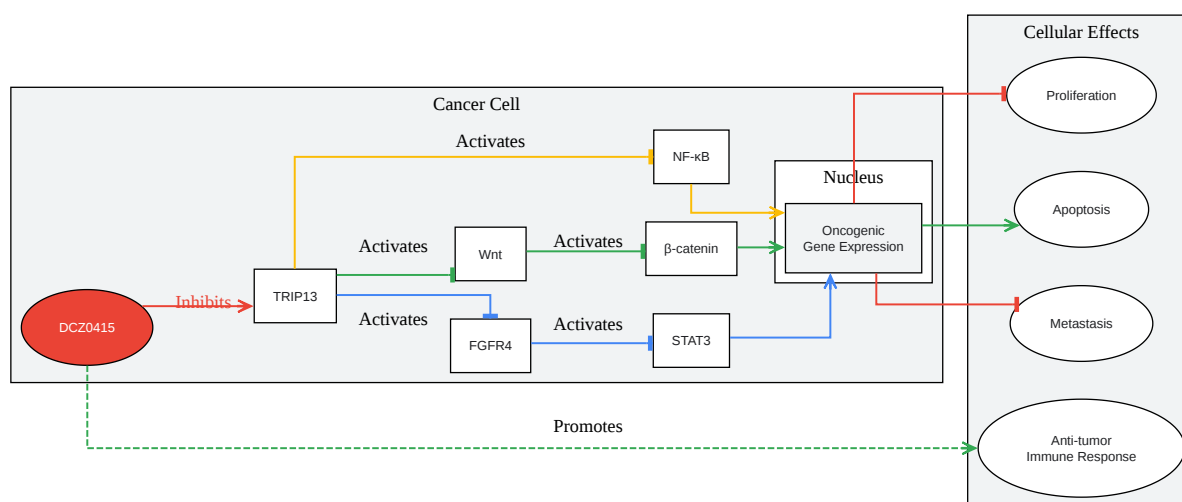 Cellular Effects
Proliferation
Cancer Cell
Activates
NF-κB
Nucleus
Apoptosis
Oncogenic
Gene Expression
Activates
Activates
Wnt
β-catenin
TRIP13
Inhibits
DCZ0415
Activates
Activates
FGFR4
STAT3
Metastasis
Promotes
Anti-tumor
Immune Response